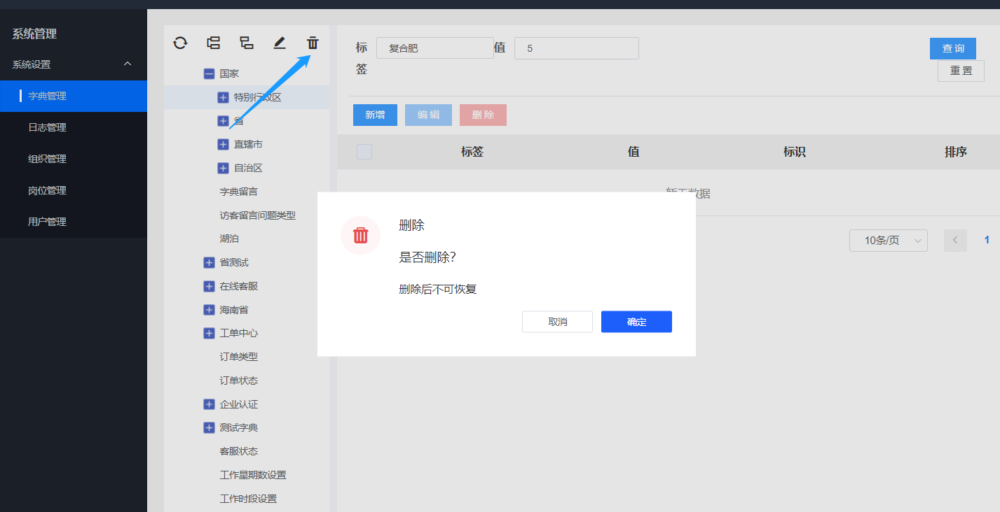 系统管理
系统设置
字典管理
日志管理
组织管理
岗位管理
用户管理
国家
特别行政区
省
直辖市
自治区
字典留言
访客留言问题类型
湖泊
省测试
在线客服
海南省
工单中心
订单类型
订单状态
企业认证
测试字典
客服状态
工作星期数设置
工作时段设置
标签 复合肥 值 5
查询
重置
新增 编辑 删除
标签 值 标识 排序
暂无数据
10条/页 1
删除
是否删除?
删除后不可恢复
取消 确定